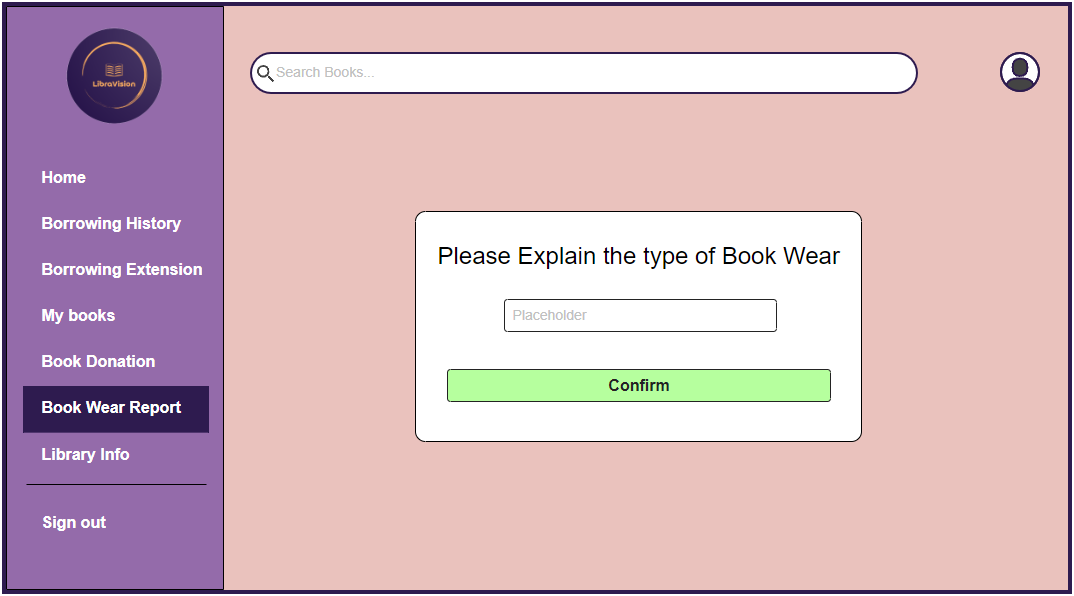 LibraVision
Home
Borrowing History
Borrowing Extension
My books
Book Donation
Book Wear Report
Library Info
Sign out
Search Books...
Please Explain the type of Book Wear
Placeholder
Confirm